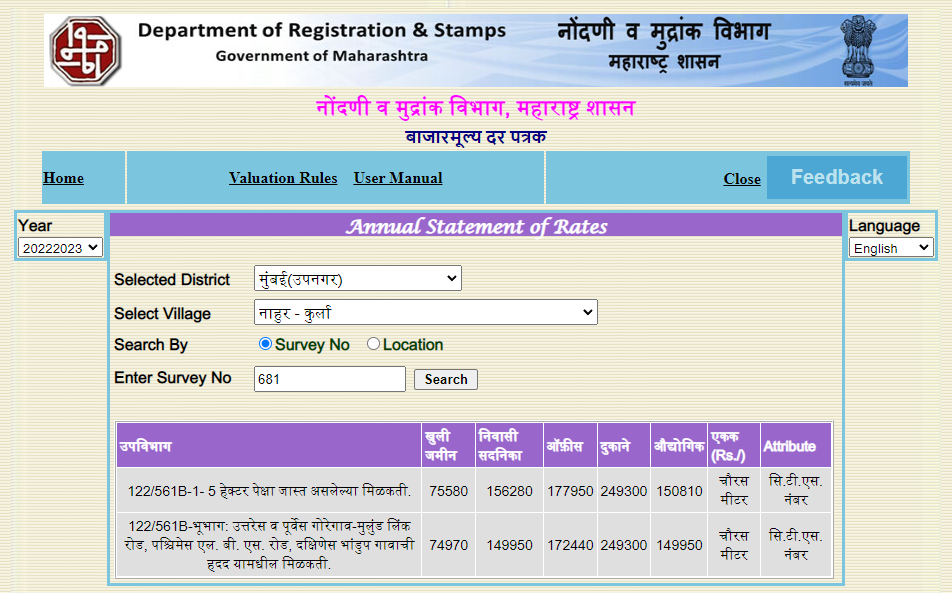 Department of Registration & Stamps
Government of Maharashtra
नोंदणी व मुद्रांक विभाग
महाराष्ट्र शासन
नोंदणी व मुद्रांक विभाग, महाराष्ट्र शासन
बाजारमूल्य दर पत्रक
Home Valuation Rules User Manual Close Feedback
Year Annual Statement of Rates Language
20222023 English
Selected District मुंबई(उपनगर)
Select Village नाहुर - कुर्ला
Search By Survey No Location
Enter Survey No 681 Search
उपविभाग खुली जमीन निवासी सदनिका ऑफ़ीस दुकाने औद्योगिक एकक (Rs./) Attribute
122/561B-1- 5 हेक्टर पेक्षा जास्त असलेल्या मिळकती. 75580 156280 177950 249300 150810 चौरस मीटर सि.टी.एस. नंबर
122/561B-भूभाग: उत्तरेस व पूर्वेस गोरेगाव-मुलुंड लिंक
रोड, पश्चिमेस एल. बी. एस. रोड, दक्षिणेस भांडुप गावाची 74970 149950 172440 249300 149950 चौरस मीटर सि.टी.एस. नंबर
हदद यामधील मिळकती.